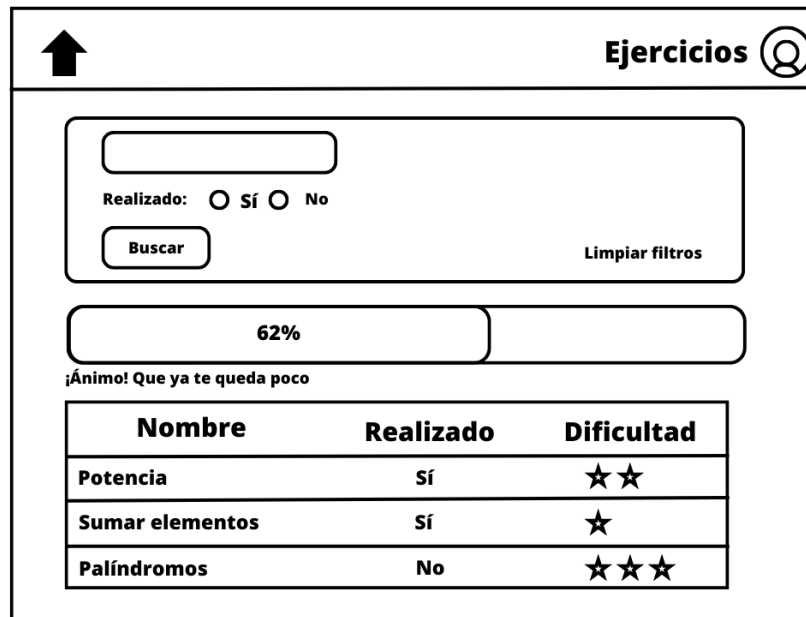 Ejercicios
Realizado: Sí No
Buscar
Limpiar filtros
62%
¡Ánimo! Que ya te queda poco
Nombre Realizado Dificultad
Potencia Sí
Sumar elementos Sí
Palíndromos No